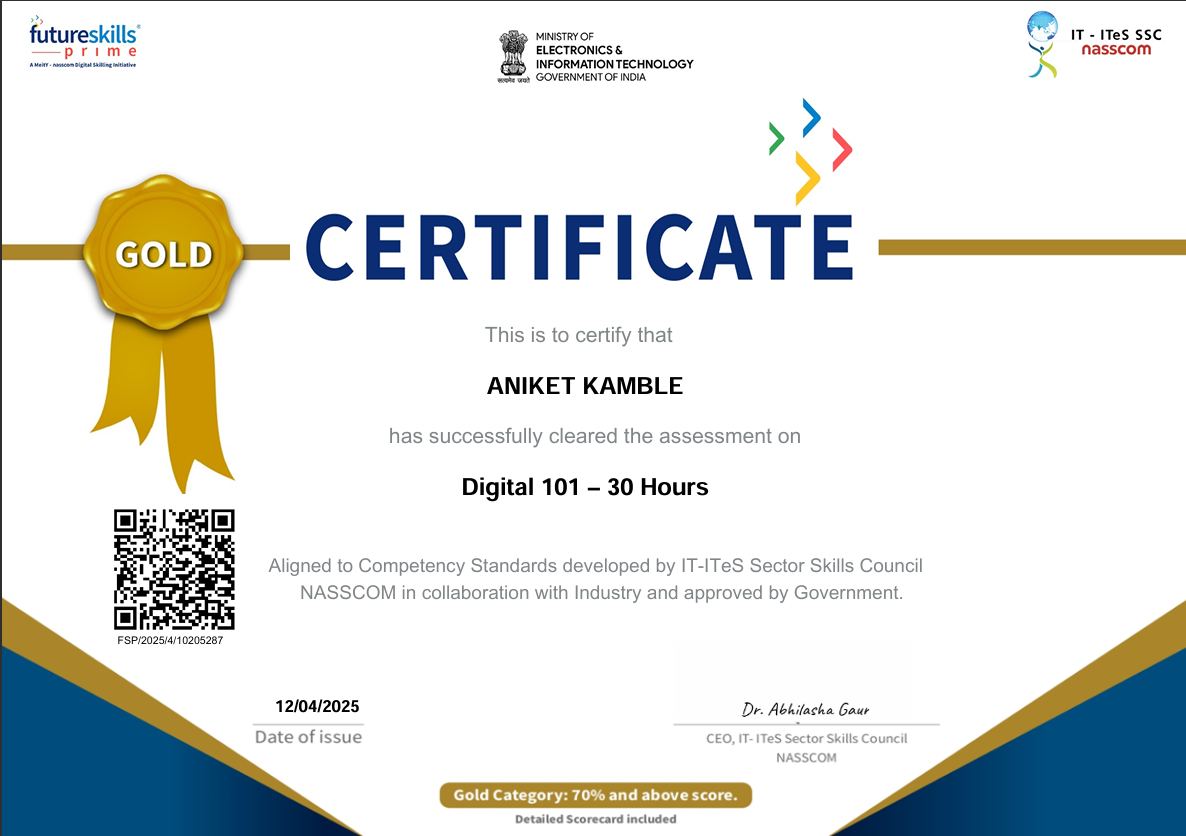 futureskills®
prime
A MeitY - nasscom Digital Skilling Initiative
सत्यमेव जयते
MINISTRY OF
ELECTRONICS &
INFORMATION TECHNOLOGY
GOVERNMENT OF INDIA
IT - ITeS SSC
nasscom
GOLD
CERTIFICATE
This is to certify that
ANIKET KAMBLE
has successfully cleared the assessment on
Digital 101 – 30 Hours
Aligned to Competency Standards developed by IT-ITeS Sector Skills Council
NASSCOM in collaboration with Industry and approved by Government.
FSP/2025/4/10205287
12/04/2025
Date of issue
Dr. Abhilasha Gaur
CEO, IT- ITeS Sector Skills Council
NASSCOM
Gold Category: 70% and above score.
Detailed Scorecard included